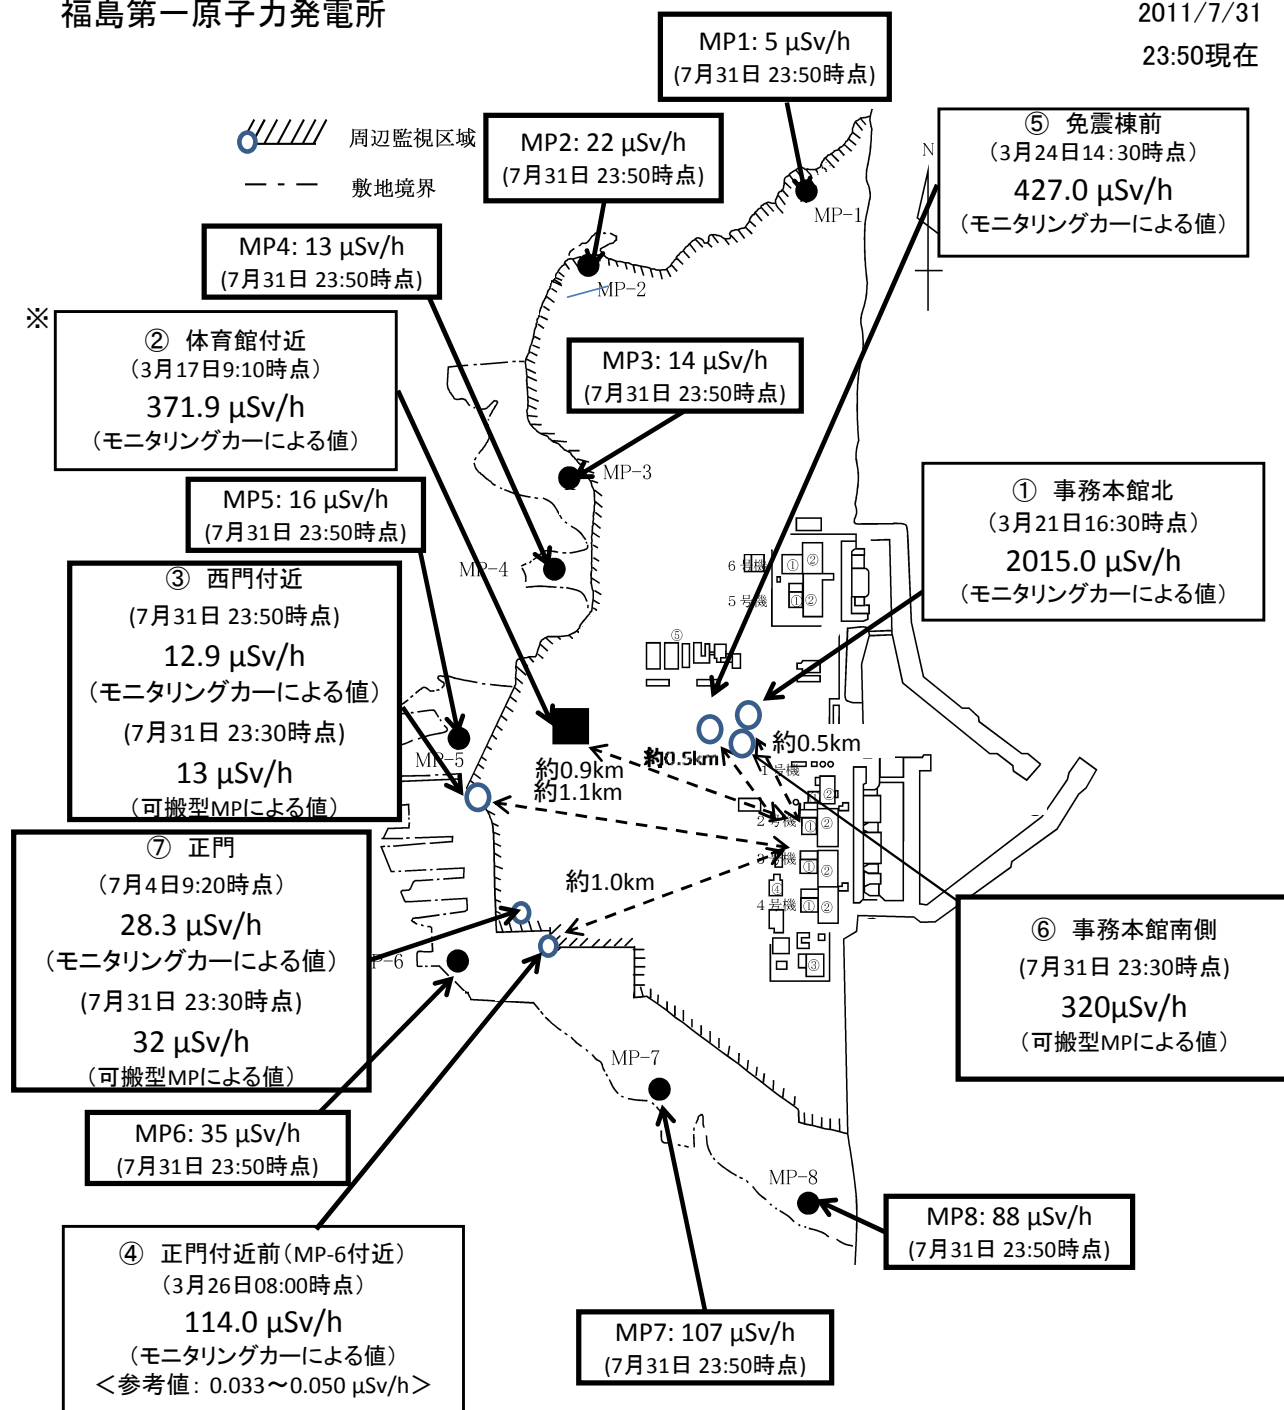 福島第一原子力発電所
2011/7/31
23:50現在
周辺監視区域
敷地境界
MP1: 5 μSv/h
(7月31日 23:50時点)
MP2: 22 μSv/h
(7月31日 23:50時点)
⑤ 免震棟前
(3月24日14:30時点)
427.0 μSv/h
(モニタリングカーによる値)
N
MP-1
MP4: 13 μSv/h
(7月31日 23:50時点)
MP-2
※
② 体育館付近
(3月17日9:10時点)
371.9 μSv/h
(モニタリングカーによる値)
MP3: 14 μSv/h
(7月31日 23:50時点)
MP-3
MP5: 16 μSv/h
(7月31日 23:50時点)
① 事務本館北
(3月21日16:30時点)
2015.0 μSv/h
(モニタリングカーによる値)
MP-4
6号機
① ②
5号機
① ②
⑤
③ 西門付近
(7月31日 23:50時点)
12.9 μSv/h
(モニタリングカーによる値)
(7月31日 23:30時点)
13 μSv/h
(可搬型MPによる値)
MP-5
約0.9km
約1.1km
約0.5km
約0.5km
1号機
① ②
2号機
① ②
3号機
① ②
④
4号機
① ②
③
約1.0km
⑦ 正門
(7月4日9:20時点)
28.3 μSv/h
(モニタリングカーによる値)
(7月31日 23:30時点)
32 μSv/h
(可搬型MPによる値)
P-6
⑥ 事務本館南側
(7月31日 23:30時点)
320μSv/h
(可搬型MPによる値)
MP-7
MP6: 35 μSv/h
(7月31日 23:50時点)
MP-8
MP8: 88 μSv/h
(7月31日 23:50時点)
④ 正門付近前(MP-6付近)
(3月26日08:00時点)
114.0 μSv/h
(モニタリングカーによる値)
<参考値: 0.033~0.050 μSv/h>
MP7: 107 μSv/h
(7月31日 23:50時点)